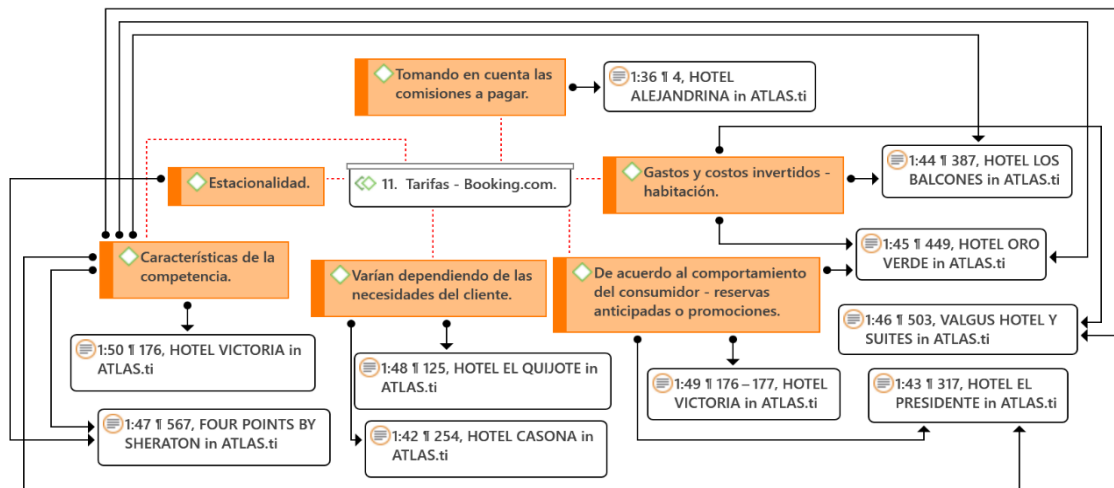 Tomando en cuenta las
comisiones a pagar.
1:36 ¶ 4, HOTEL
ALEJANDRINA in ATLAS.ti
1:44 ¶ 387, HOTEL LOS
BALCONES in ATLAS.ti
Estacionalidad.
11. Tarifas - Booking.com.
Gastos y costos invertidos -
habitación.
Características de la
competencia.
Varían dependiendo de las
necesidades del cliente.
De acuerdo al comportamiento
del consumidor - reservas
anticipadas o promociones.
1:45 ¶ 449, HOTEL ORO
VERDE in ATLAS.ti
1:46 ¶ 503, VALGUS HOTEL Y
SUITES in ATLAS.ti
1:50 ¶ 176, HOTEL VICTORIA in
ATLAS.ti
1:48 ¶ 125, HOTEL EL QUIJOTE in
ATLAS.ti
1:49 ¶ 176 – 177, HOTEL
VICTORIA in ATLAS.ti
1:43 ¶ 317, HOTEL EL
PRESIDENTE in ATLAS.ti
1:47 ¶ 567, FOUR POINTS BY
SHERATON in ATLAS.ti
1:42 ¶ 254, HOTEL CASONA in
ATLAS.ti